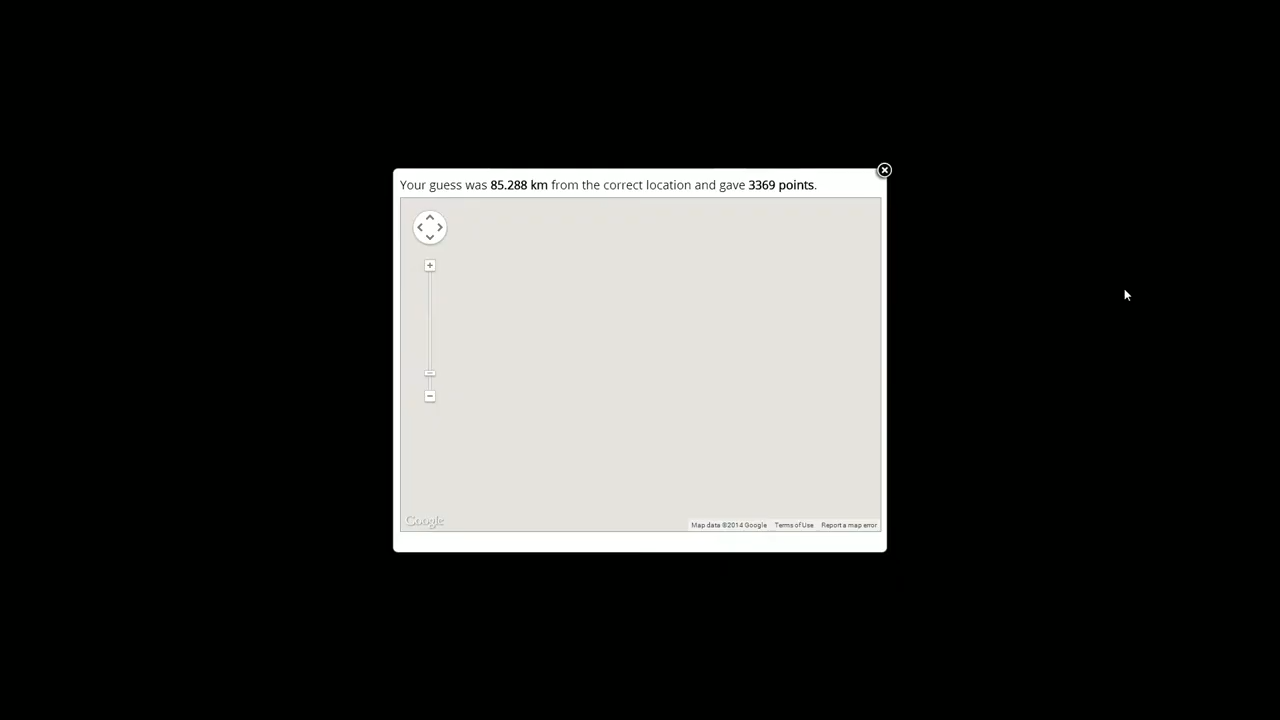 Your guess was 85.288 km from the correct location and gave 3369 points.
Google
Map data ©2014 Google Terms of Use Report a map error